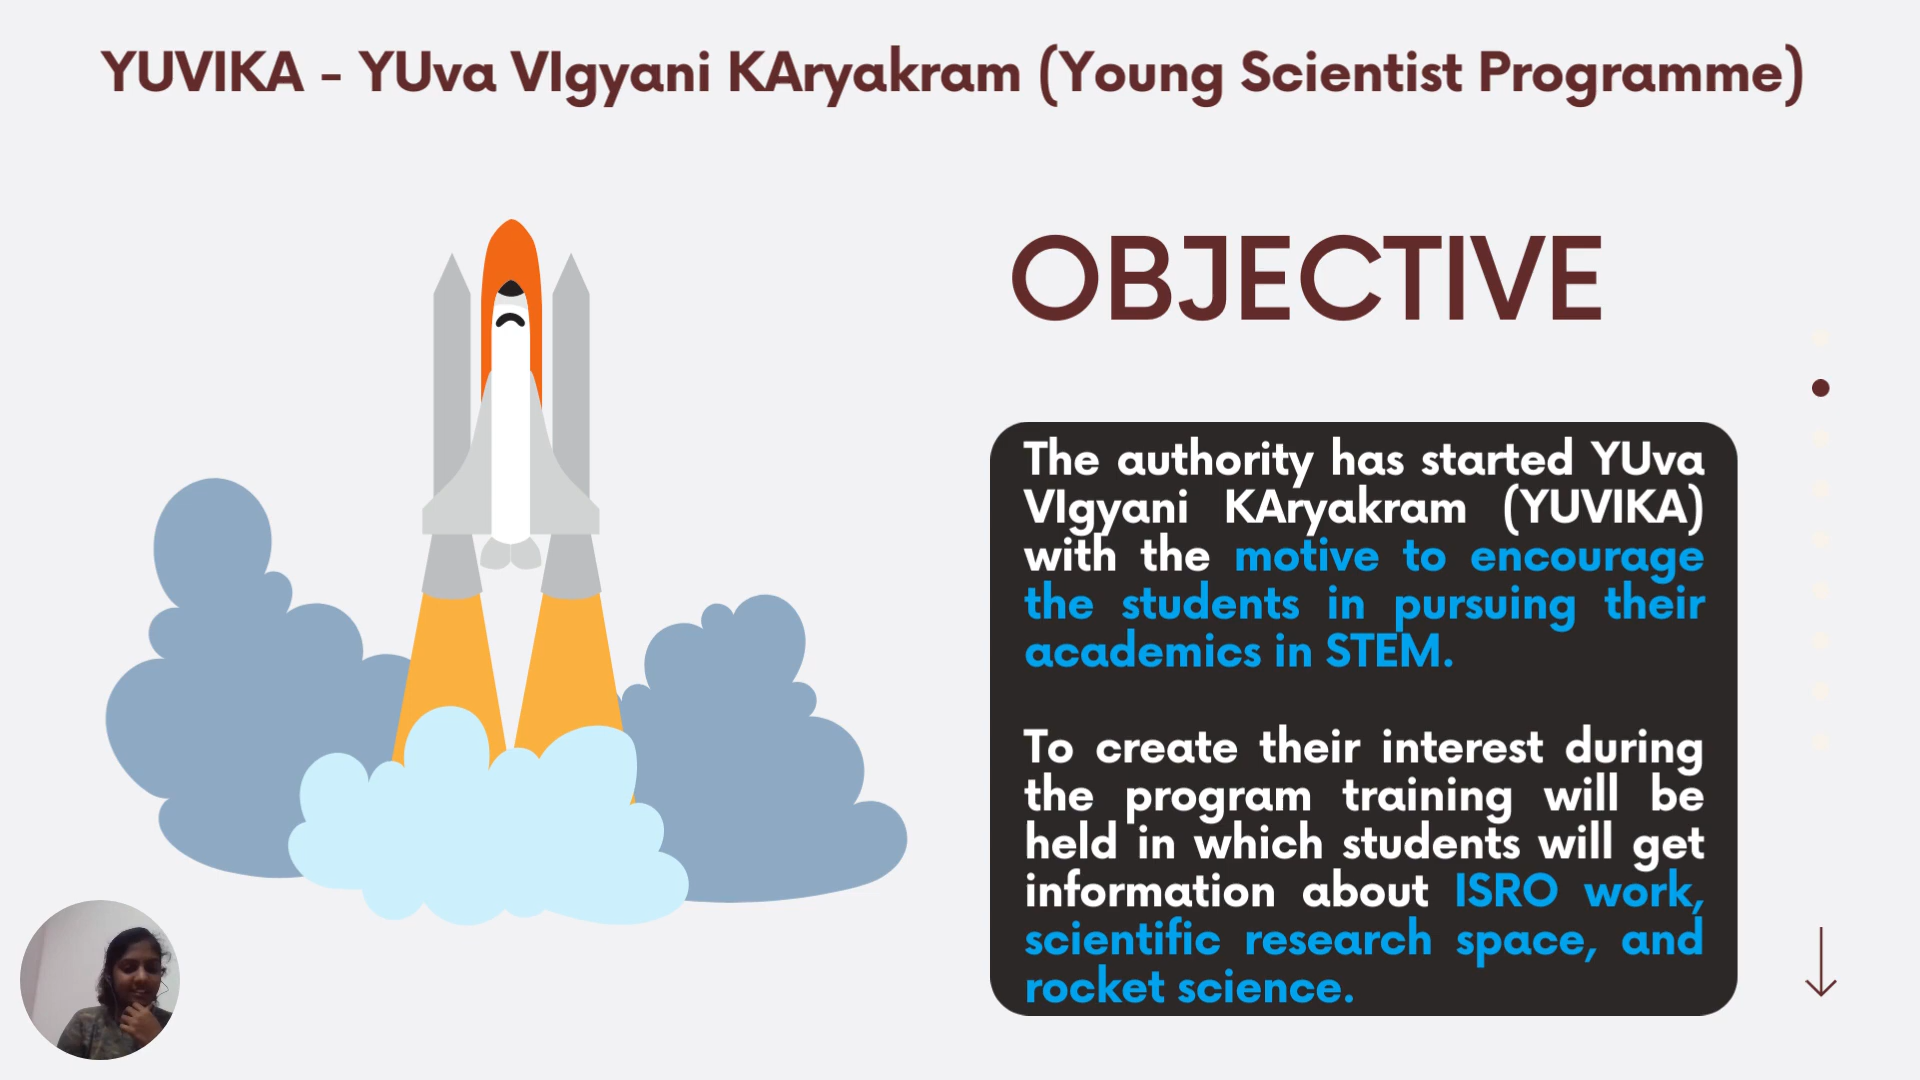 YUVIKA - YUva VIgyani KAryakram (Young Scientist Programme)
OBJECTIVE
The authority has started YUva
VIgyani KAryakram (YUVIKA)
with the motive to encourage
the students in pursuing their
academics in STEM.
To create their interest during
the program training will be
held in which students will get
information about ISRO work,
scientific research space, and
rocket science.